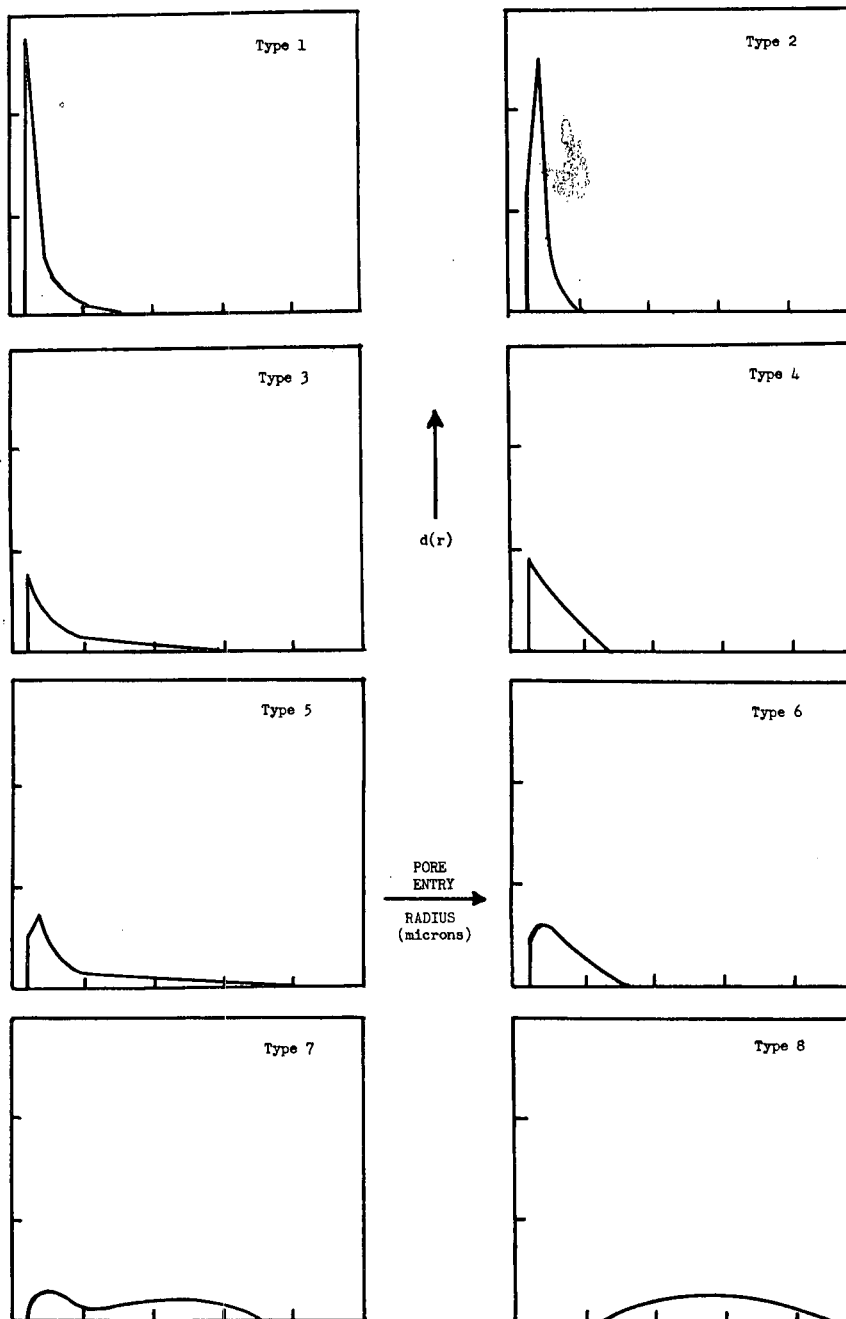 Type 1
Type 2
Type 3
Type 4
d(r)
Type 5
Type 6
PORE
ENTRY
RADIUS
(microns)
Type 7
Type 8